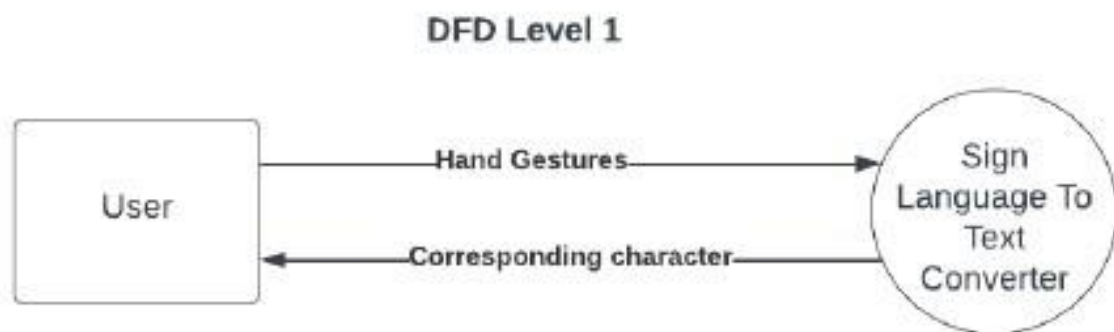 DFD Level 1
User
Hand Gestures
Corresponding character
Sign
Language To
Text
Converter